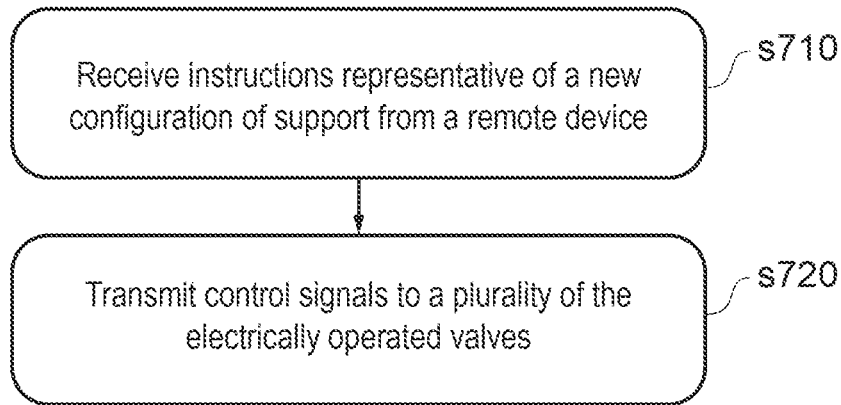 Receive instructions representative of a new
configuration of support from a remote device
s710
Transmit control signals to a plurality of the
electrically operated valves
s720